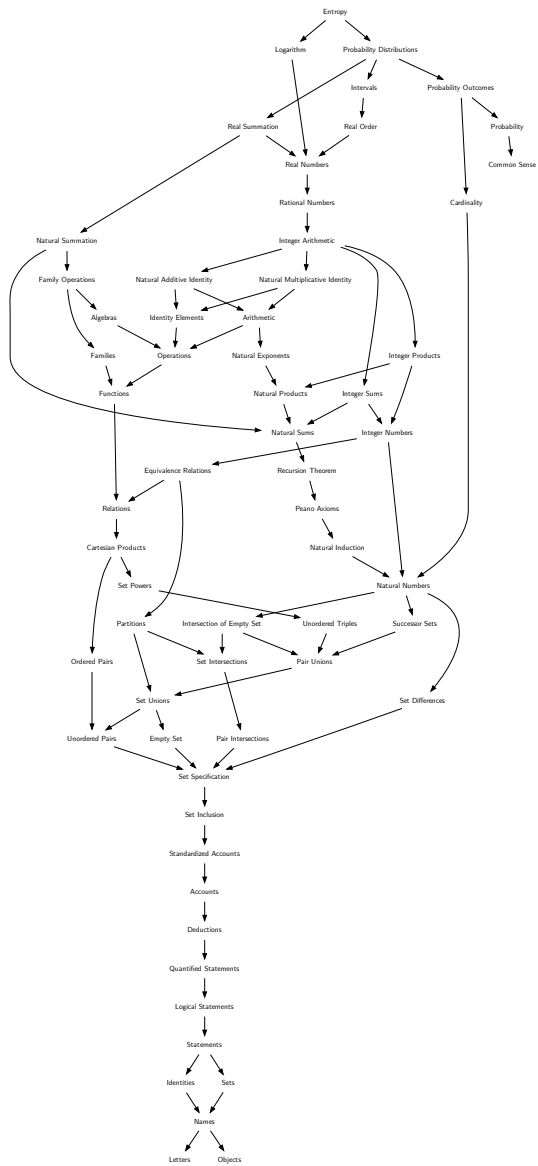 Entropy
Logarithm
Probability Distributions
Intervals
Probability Outcomes
Real Summation
Real Order
Probability
Real Numbers
Common Sense
Rational Numbers
Cardinality
Natural Summation
Integer Arithmetic
Family Operations
Natural Additive Identity
Natural Multiplicative Identity
Algebras
Identity Elements
Arithmetic
Families
Operations
Natural Exponents
Integer Products
Functions
Natural Products
Integer Sums
Natural Sums
Integer Numbers
Equivalence Relations
Recursion Theorem
Relations
Peano Axioms
Cartesian Products
Natural Induction
Set Powers
Natural Numbers
Partitions
Intersection of Empty Set
Unordered Triples
Successor Sets
Ordered Pairs
Set Intersections
Pair Unions
Set Unions
Set Differences
Unordered Pairs
Empty Set
Pair Intersections
Set Specification
Set Inclusion
Standardized Accounts
Accounts
Deductions
Quantified Statements
Logical Statements
Statements
Identities
Sets
Names
Letters
Objects